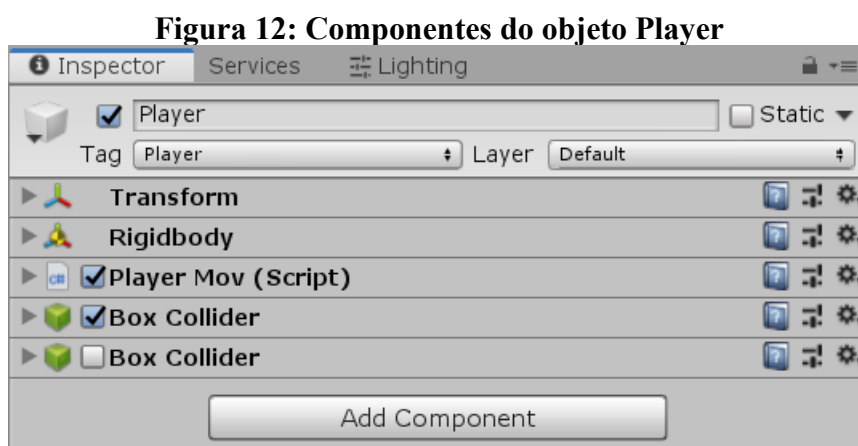 Figura 12: Componentes do objeto Player
Inspector Services Lighting
Player Static
Tag Player Layer Default
Transform
Rigidbody
c# Player Mov (Script)
Box Collider
Box Collider
Add Component